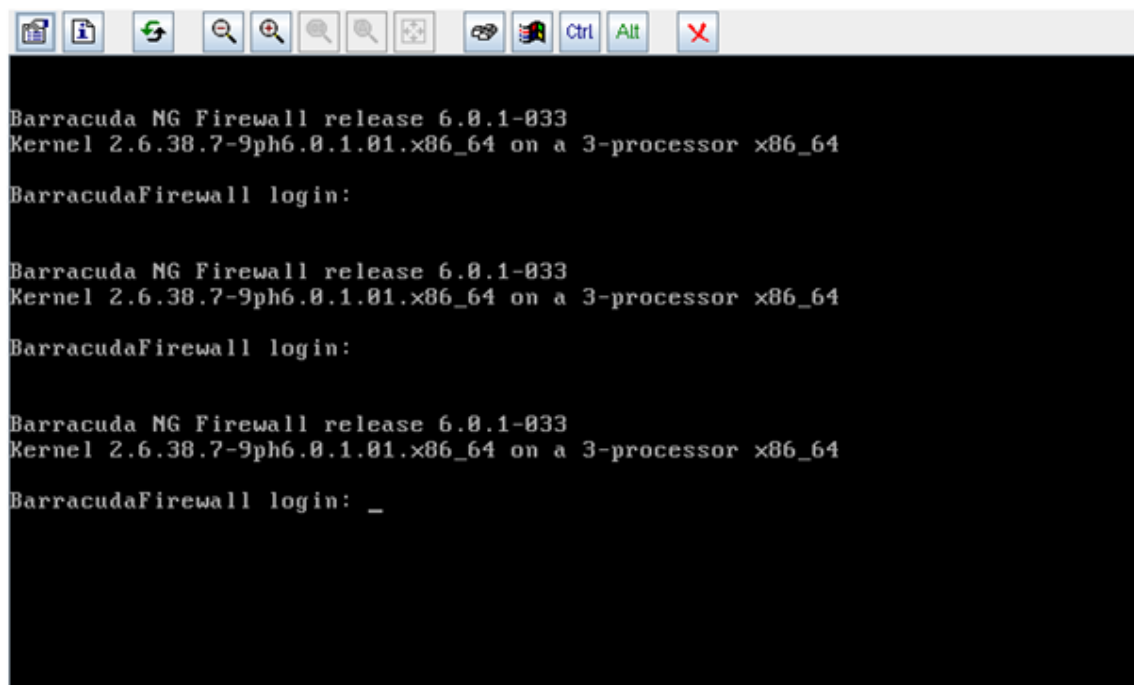 Ctrl Alt
Barracuda NG Firewall release 6.0.1-033
Kernel 2.6.38.7-9ph6.0.1.01.x86_64 on a 3-processor x86_64
BarracudaFirewall login:
Barracuda NG Firewall release 6.0.1-033
Kernel 2.6.38.7-9ph6.0.1.01.x86_64 on a 3-processor x86_64
BarracudaFirewall login:
Barracuda NG Firewall release 6.0.1-033
Kernel 2.6.38.7-9ph6.0.1.01.x86_64 on a 3-processor x86_64
BarracudaFirewall login: _